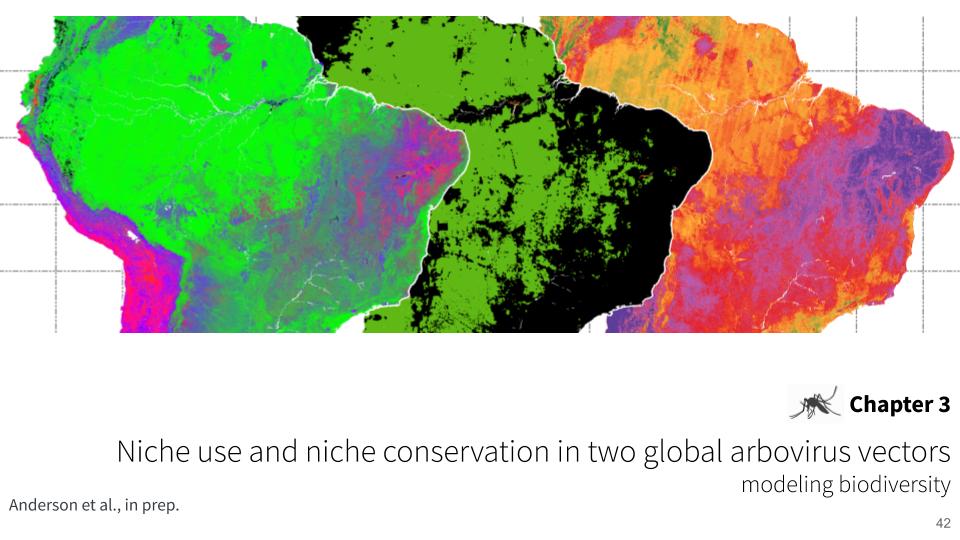 Chapter 3
Niche use and niche conservation in two global arbovirus vectors
modeling biodiversity
Anderson et al., in prep.
42